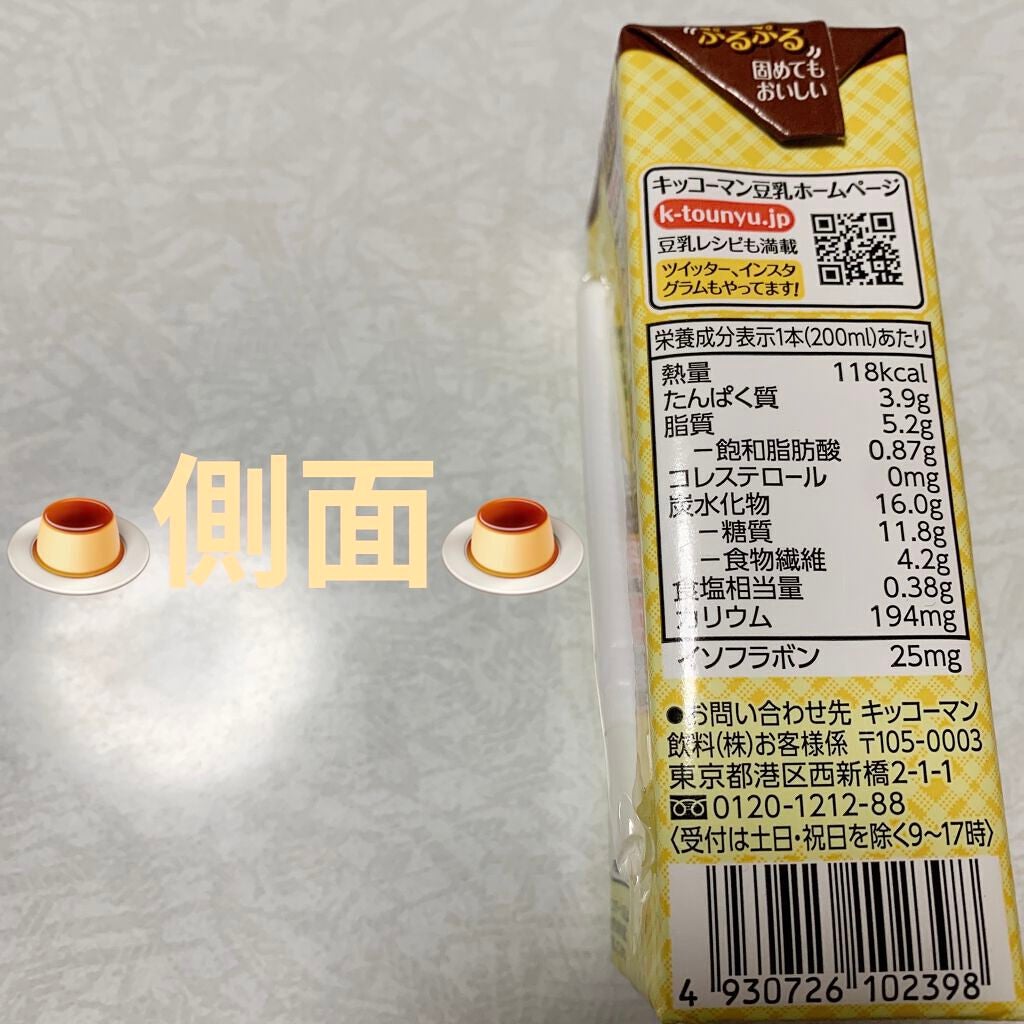 “ぷるぷる”
固めても
おいしい
キッコーマン豆乳ホームページ
k-tounyu.jp
豆乳レシピも満載
ツイッター、インスタ
グラムもやってます!
栄養成分表示1本(200ml)あたり
熱量 118kcal
たんぱく質 3.9g
脂質 5.2g
－飽和脂肪酸 0.87g
コレステロール 0mg
炭水化物 16.0g
－糖質 11.8g
－食物繊維 4.2g
食塩相当量 0.38g
カリウム 194mg
イソフラボン 25mg
側面
●お問い合わせ先 キッコーマン
飲料(株)お客様係 〒105-0003
東京都港区西新橋2-1-1
0120-1212-88
〈受付は土日・祝日を除く9～17時〉
4 930726 102398